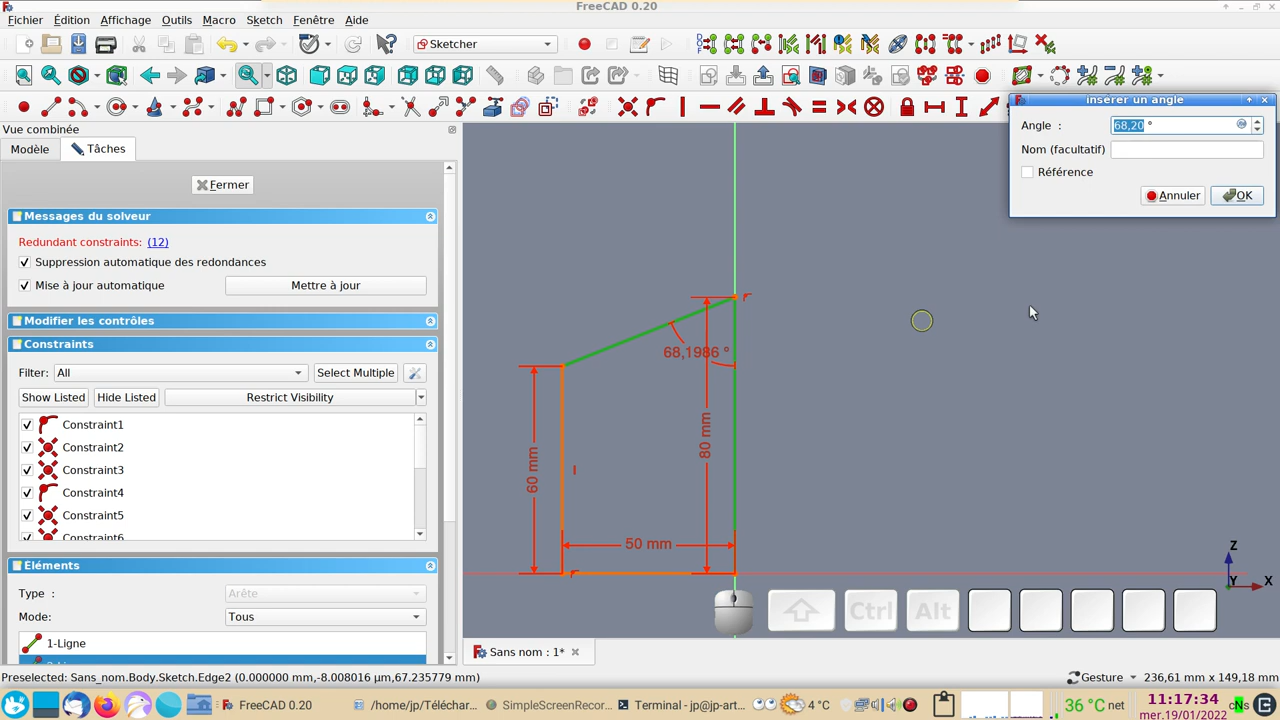 FreeCAD 0.20
Fichier Édition Affichage Outils Macro Sketch Fenêtre Aide
Sketcher
Vue combinée
Modèle Tâches
Fermer
Messages du solveur
Redundant constraints: (12)
Suppression automatique des redondances
Mise à jour automatique Mettre à jour
Modifier les contrôles
Constraints
Filter: All Select Multiple
Show Listed Hide Listed Restrict Visibility
Constraint1
Constraint2
Constraint3
Constraint4
Constraint5
Constraint6
Eléments
Type : Arête
Mode: Tous
1-Ligne
insérer un angle
Angle : 68,20 °
Nom (facultatif)
Référence
Annuler OK
68,1986 °
80 mm
60 mm
50 mm
Z
Y X
Ctrl Alt
Sans nom : 1*
Preselected: Sans_nom.Body.Sketch.Edge2 (0.000000 mm,-8.008016 µm,67.235779 mm) Gesture 236,61 mm x 149,18 mm
FreeCAD 0.20 /home/jp/Téléchar... SimpleScreenRecor... Terminal - jp@jp-art... 4 °C 36 °C net 11:17:34
mer.19/01/2022